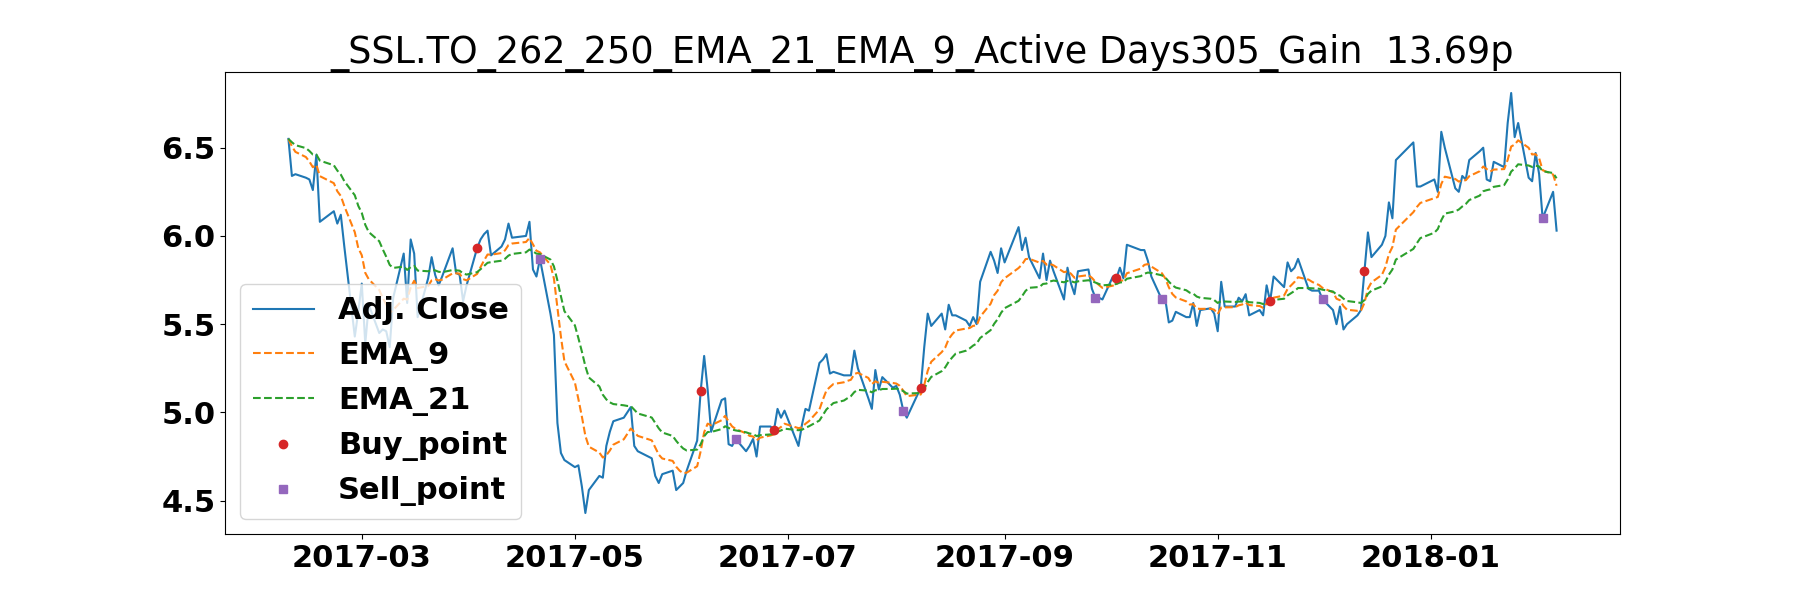 _SSL.TO_262_250_EMA_21_EMA_9_Active Days305_Gain  13.69p
6.5
6.0
5.5
5.0
4.5
Adj. Close
EMA_9
EMA_21
Buy_point
Sell_point
2017-03
2017-05
2017-07
2017-09
2017-11
2018-01